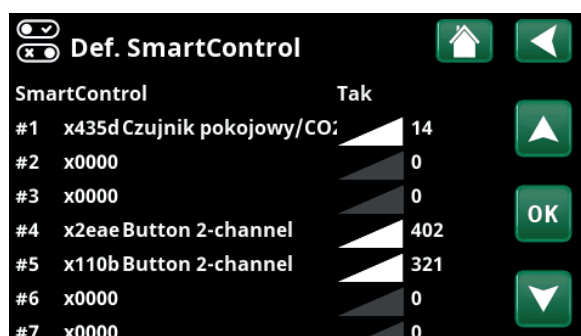 Def. SmartControl
SmartControl Tak
#1 x435d Czujnik pokojowy/CO2 14
#2 x0000 0
#3 x0000 0
OK
#4 x2eae Button 2-channel 402
#5 x110b Button 2-channel 321
#6 x0000 0
#7 x0000 0